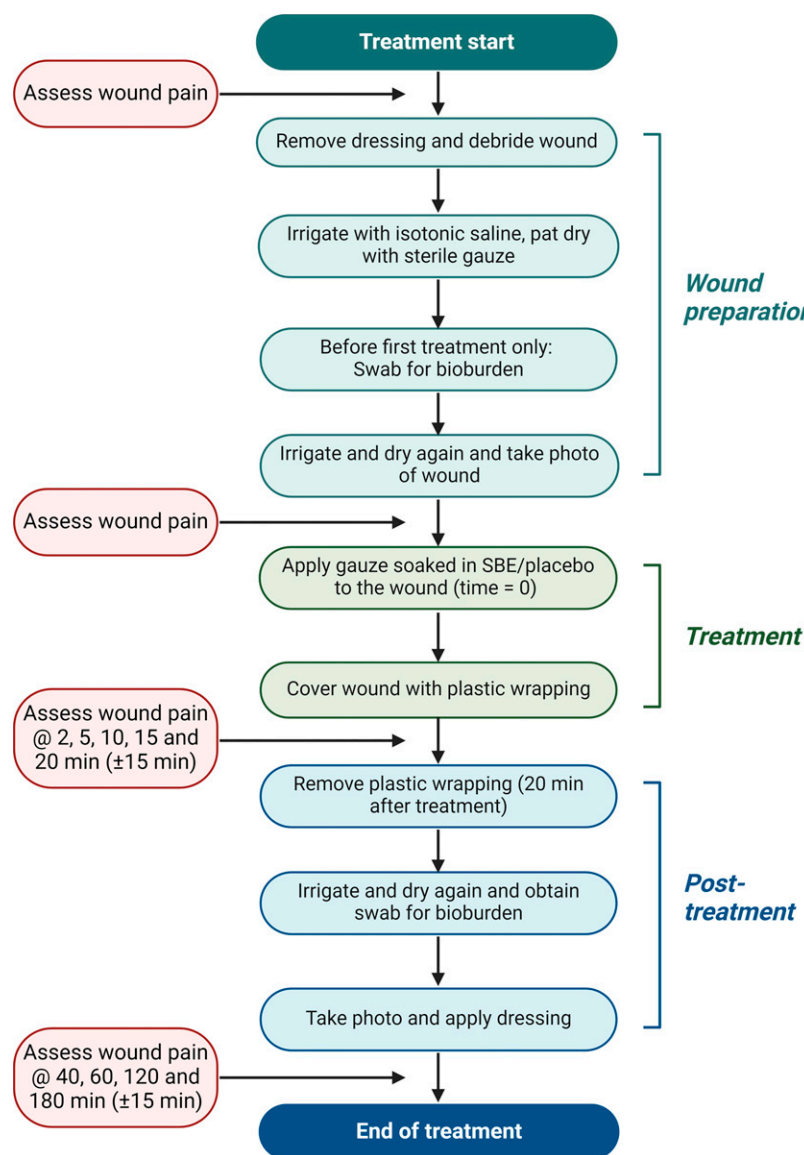 Treatment start
Assess wound pain
Remove dressing and debride wound
Irrigate with isotonic saline, pat dry
with sterile gauze
Wound
preparation
Before first treatment only:
Swab for bioburden
Irrigate and dry again and take photo
of wound
Assess wound pain
Apply gauze soaked in SBE/placebo
to the wound (time = 0)
Treatment
Cover wound with plastic wrapping
Assess wound pain
@ 2, 5, 10, 15 and
20 min (±15 min)
Remove plastic wrapping (20 min
after treatment)
Irrigate and dry again and obtain
swab for bioburden
Post-
treatment
Take photo and apply dressing
Assess wound pain
@ 40, 60, 120 and
180 min (±15 min)
End of treatment